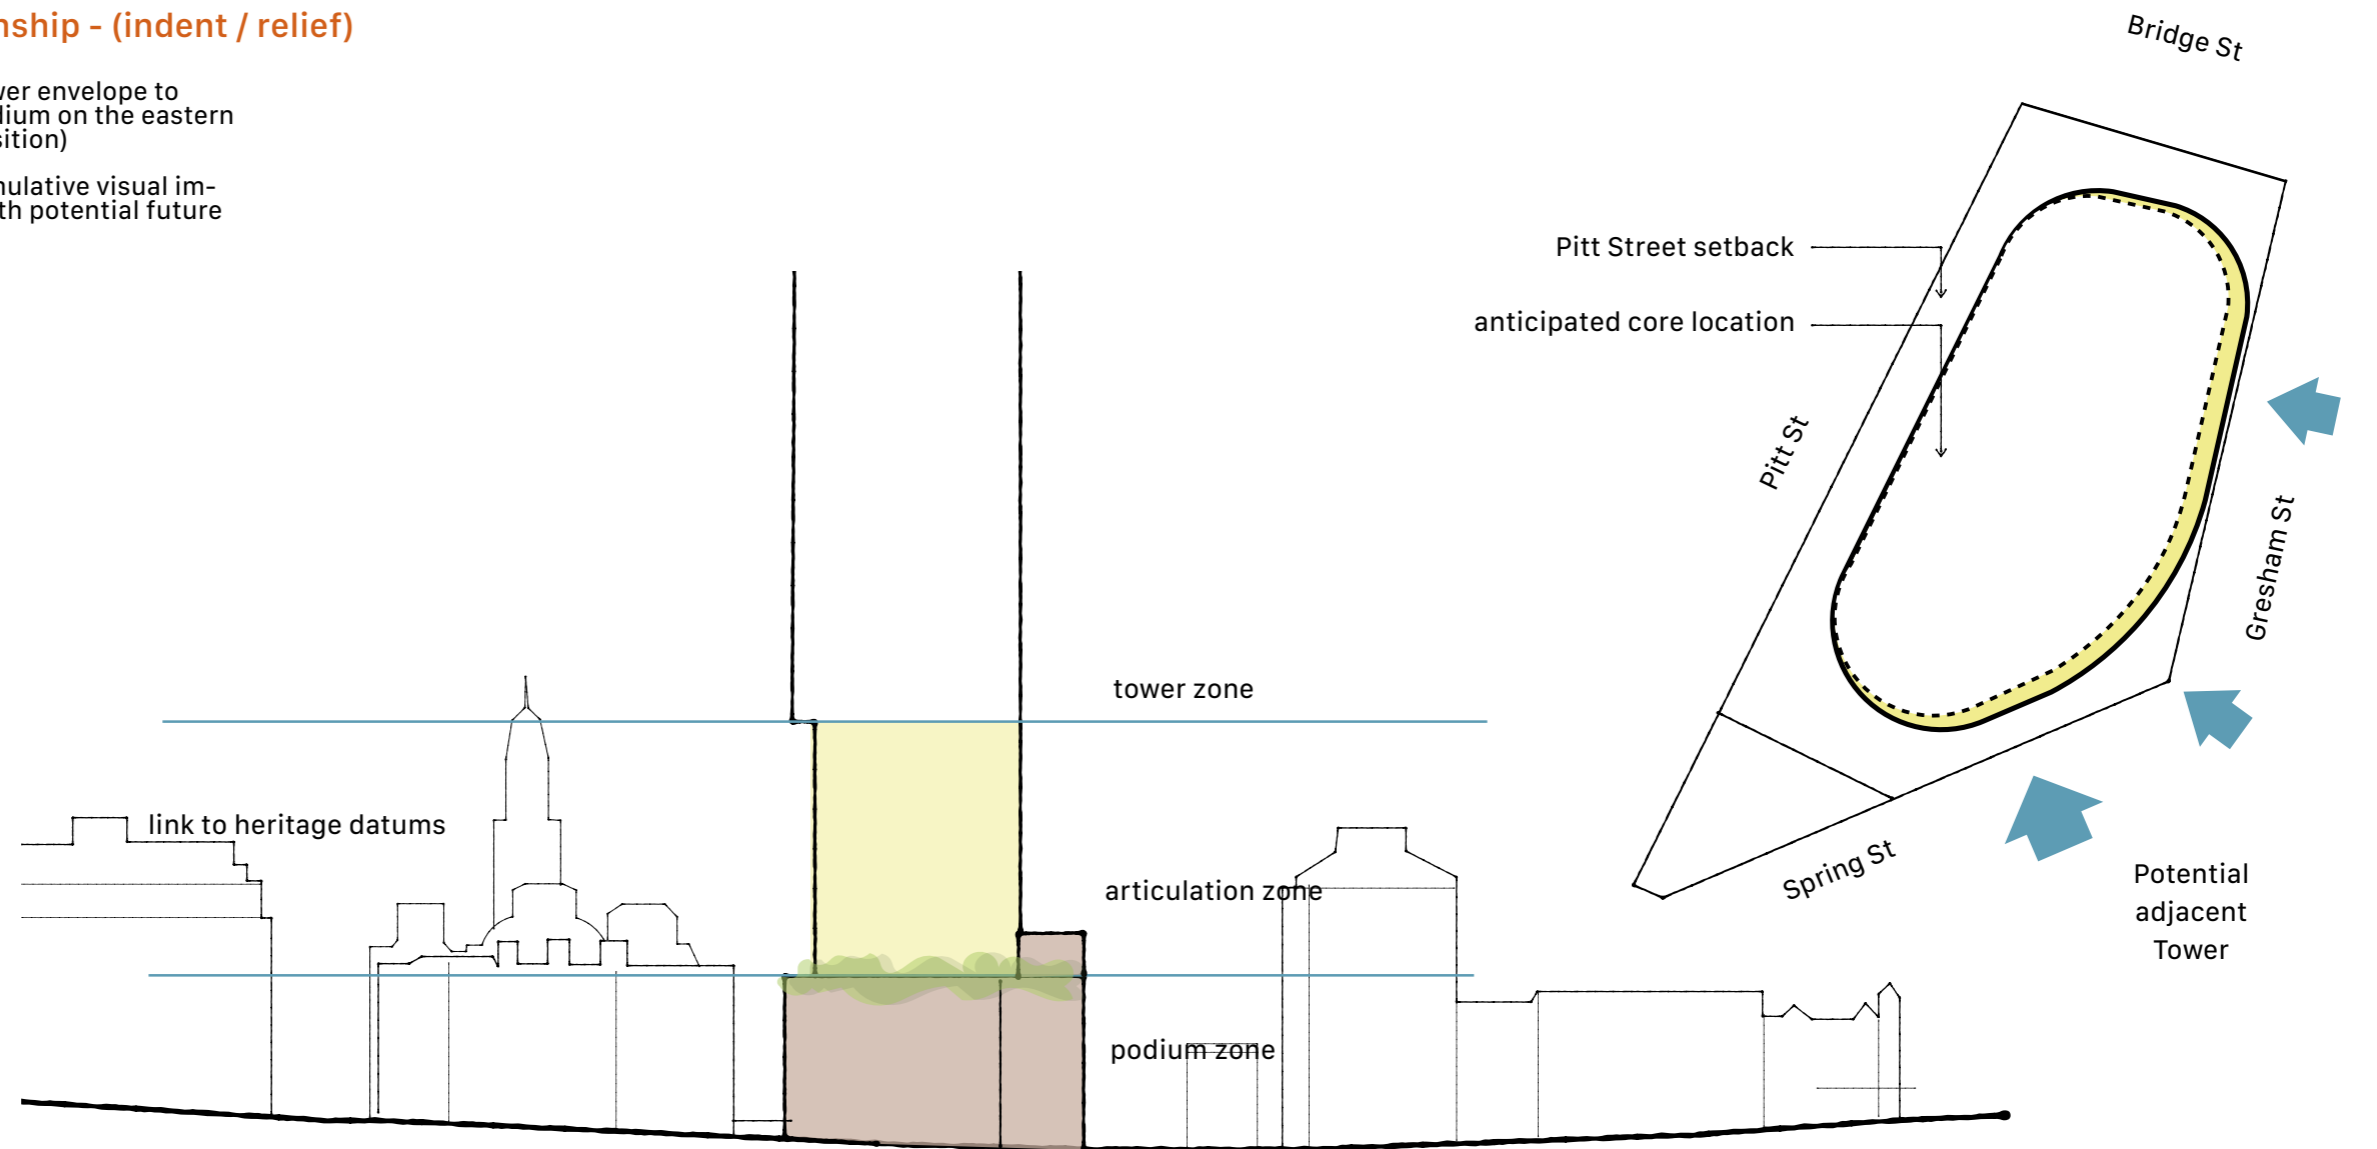 nship - (indent / relief)
ver envelope to
lium on the eastern
sition)
nulative visual im-
th potential future
Bridge St
Pitt Street setback
anticipated core location
Pitt St
Gresham St
tower zone
link to heritage datums
articulation zone
Spring St
Potential
adjacent
Tower
podium zone